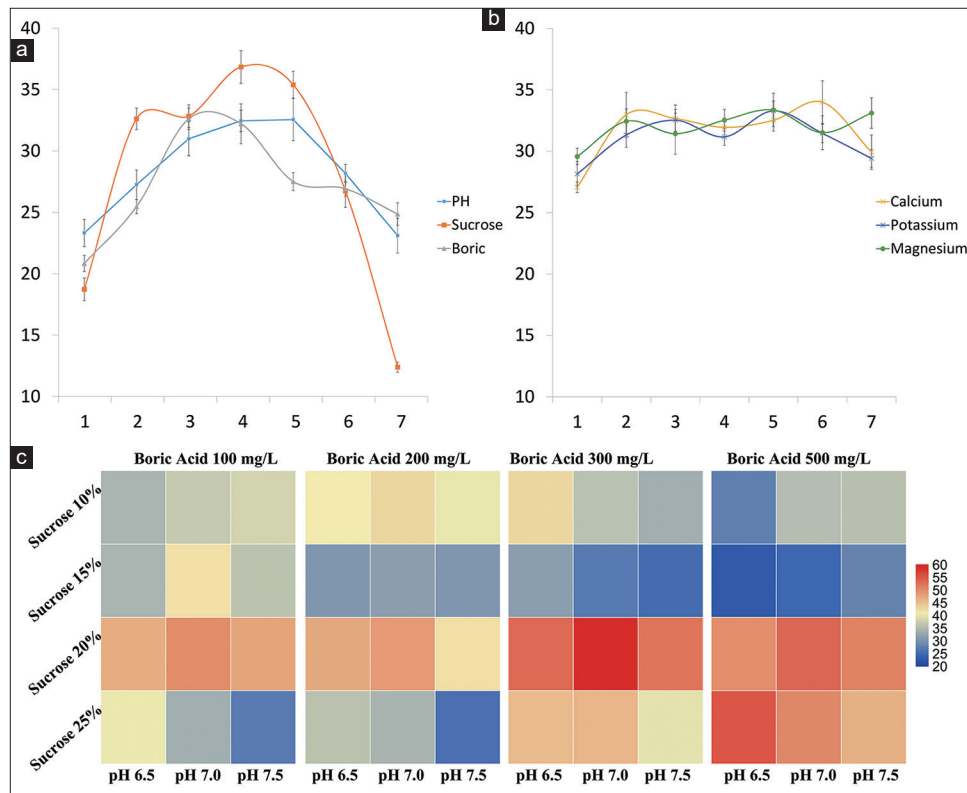 a
40
35
30
25
20
15
10
1 2 3 4 5 6 7
PH
Sucrose
Boric
b
40
35
30
25
20
15
10
1 2 3 4 5 6 7
Calcium
Potassium
Magnesium
c
Boric Acid 100 mg/L Boric Acid 200 mg/L Boric Acid 300 mg/L Boric Acid 500 mg/L
Sucrose 10%
Sucrose 15%
Sucrose 20%
Sucrose 25%
pH 6.5 pH 7.0 pH 7.5 pH 6.5 pH 7.0 pH 7.5 pH 6.5 pH 7.0 pH 7.5 pH 6.5 pH 7.0 pH 7.5
60
55
50
45
40
35
30
25
20